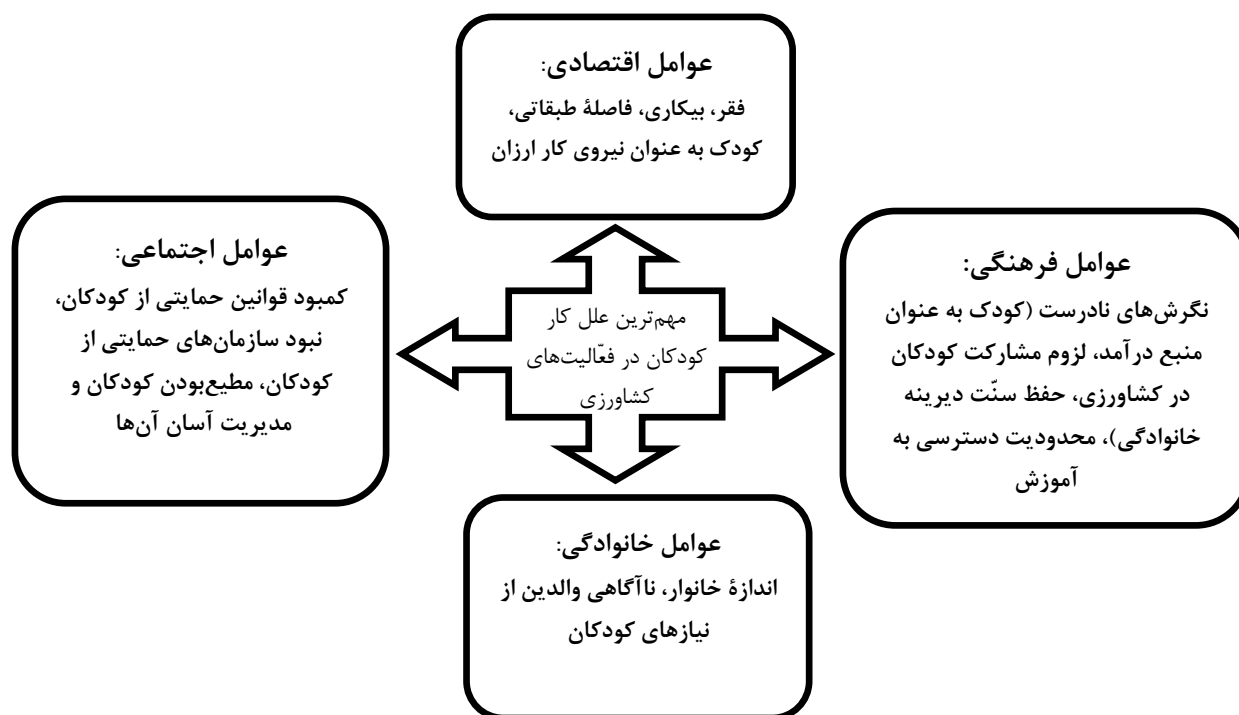 عوامل اقتصادی:
فقر، بیکاری، فاصلۀ طبقاتی،
کودک به عنوان نیروی کار ارزان
عوامل فرهنگی:
نگرش‌های نادرست (کودک به عنوان
منبع درآمد، لزوم مشارکت کودکان
در کشاورزی، حفظ سنّت دیرینه
خانوادگی)، محدودیت دسترسی به
آموزش
مهم‌ترین علل کار
کودکان در فعّالیت‌های
کشاورزی
عوامل اجتماعی:
کمبود قوانین حمایتی از کودکان،
نبود سازمان‌های حمایتی از
کودکان، مطیع‌بودن کودکان و
مدیریت آسان آن‌ها
عوامل خانوادگی:
اندازۀ خانوار، ناآگاهی والدین از
نیازهای کودکان